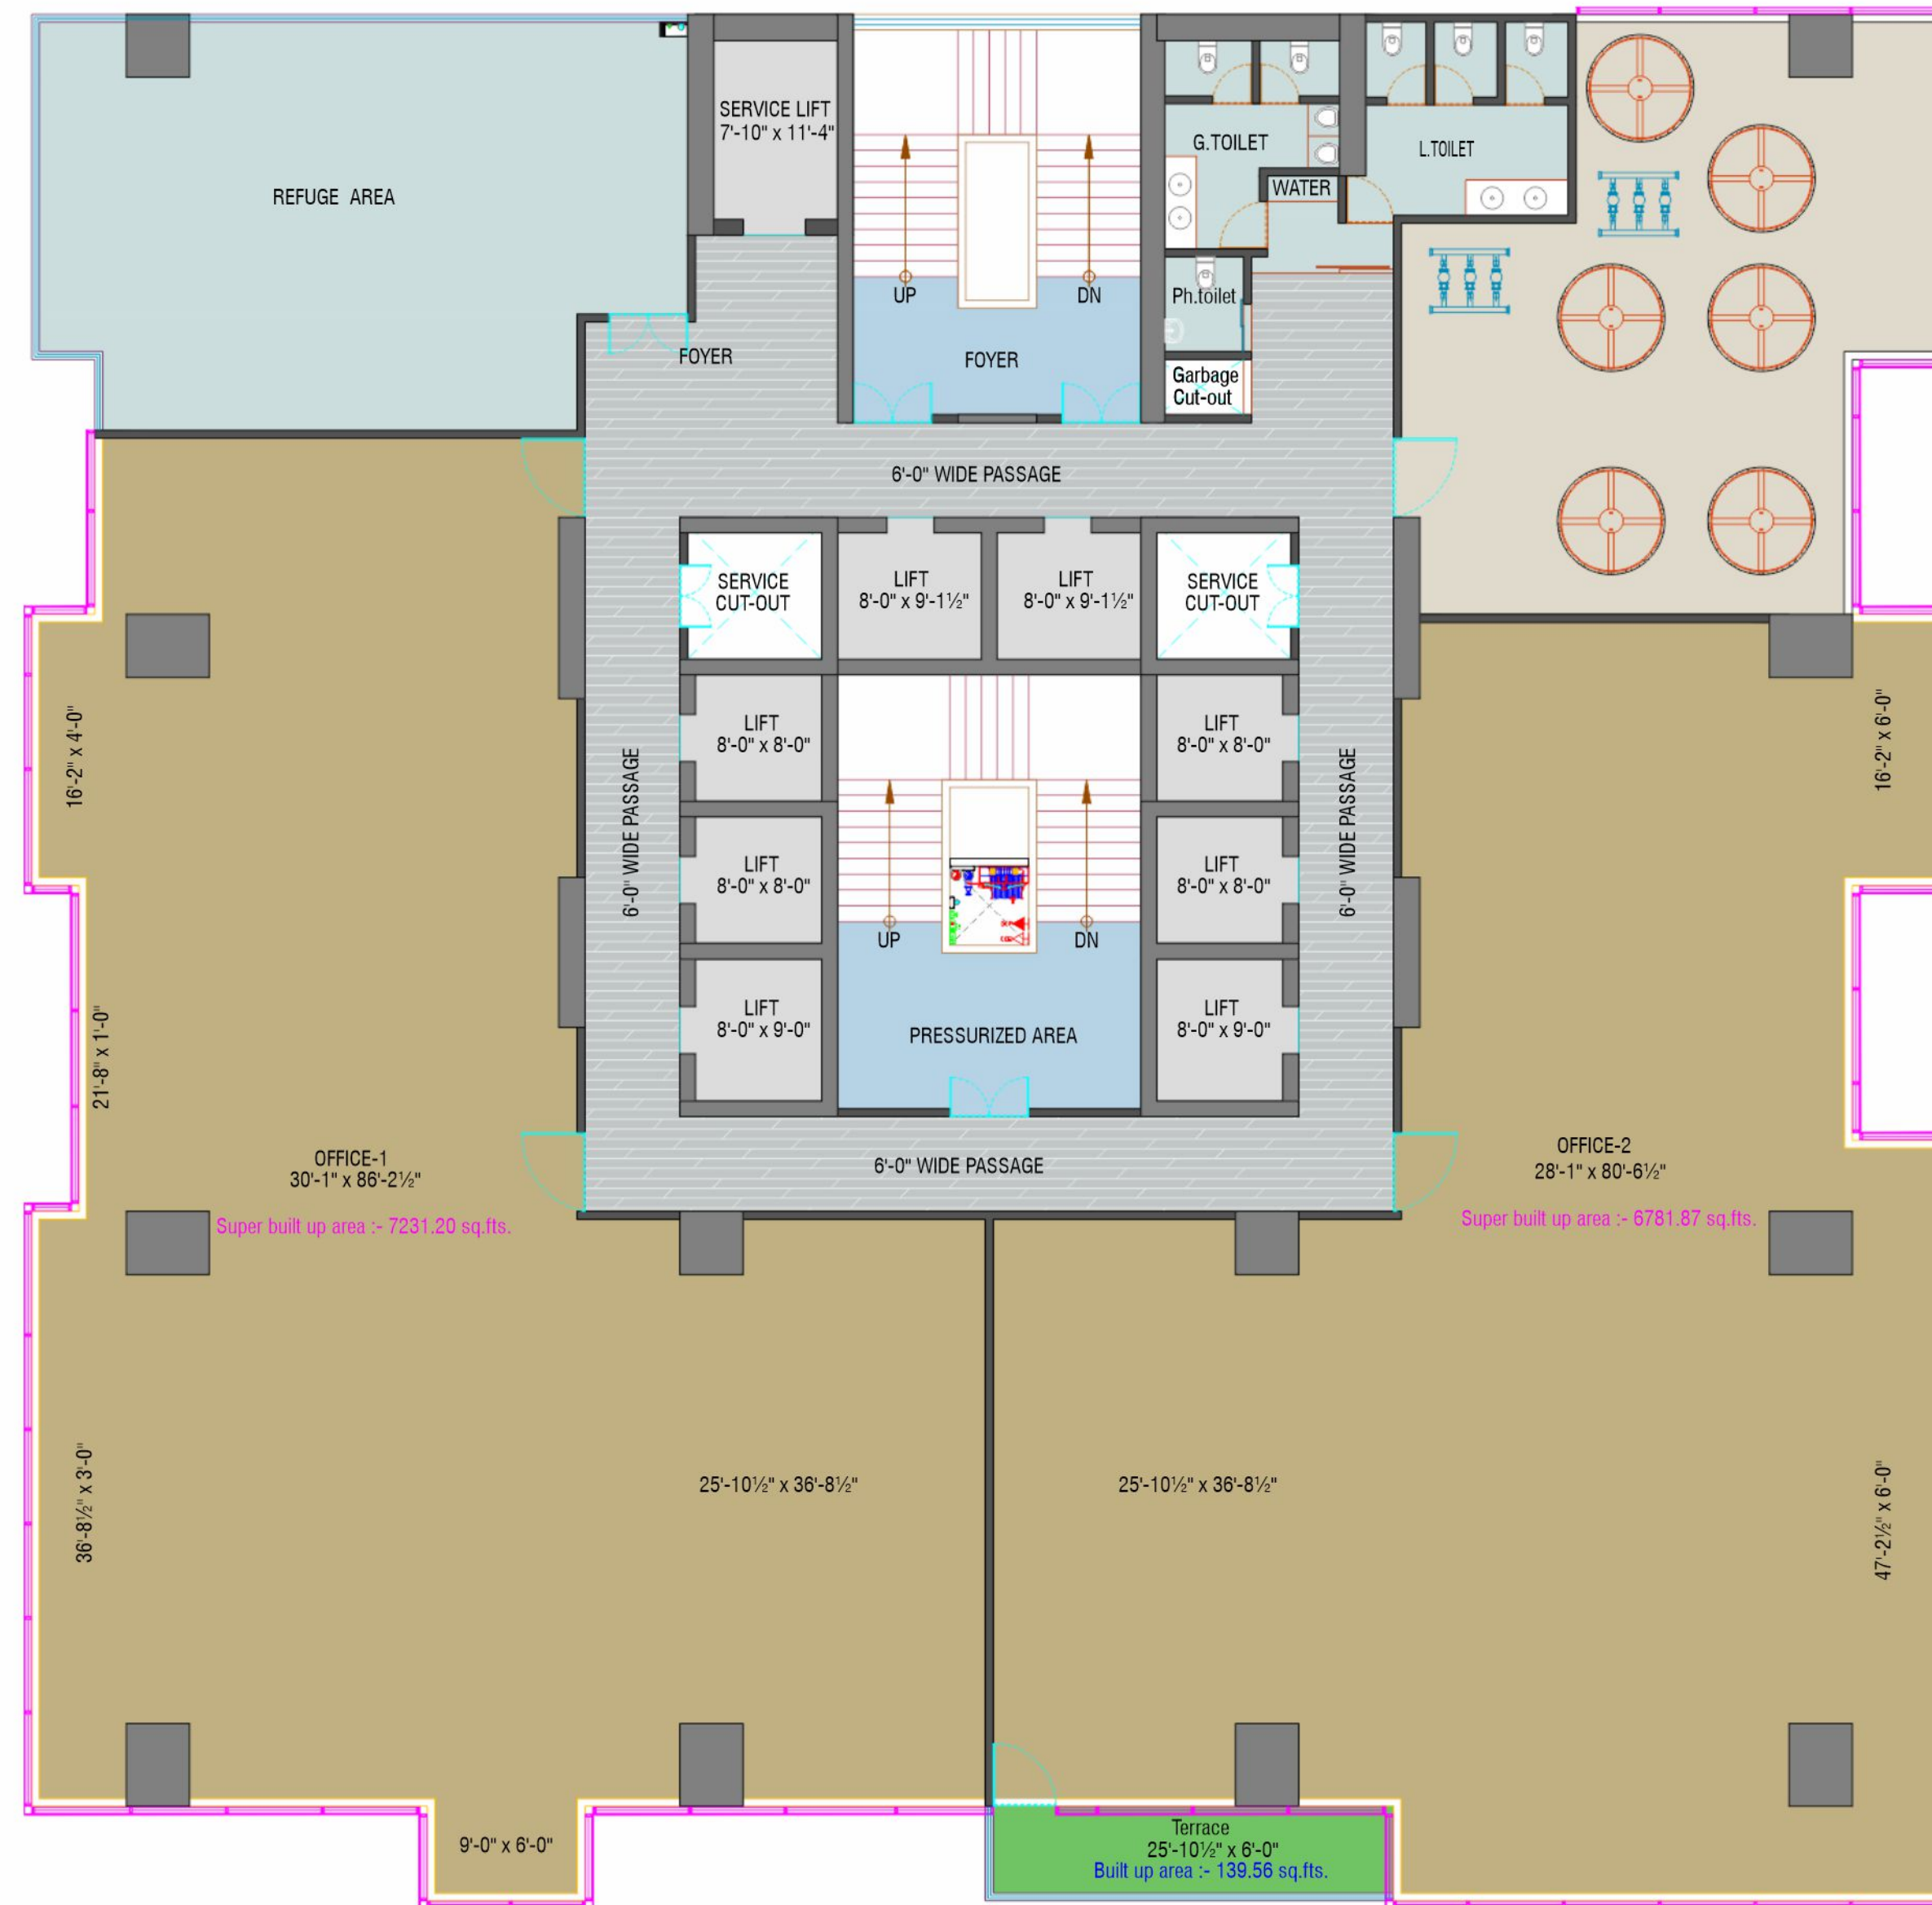 SERVICE LIFT
7'-10" x 11'-4"
G.TOILET
L.TOILET
WATER
REFUGE AREA
UP
DN
Ph.toilet
FOYER
FOYER
Garbage
Cut-out
6'-0" WIDE PASSAGE
SERVICE
CUT-OUT
LIFT
8'-0" x 9'-1½"
LIFT
8'-0" x 9'-1½"
SERVICE
CUT-OUT
16'-2" x 4'-0"
6'-0" WIDE PASSAGE
LIFT
8'-0" x 8'-0"
LIFT
8'-0" x 8'-0"
6'-0" WIDE PASSAGE
16'-2" x 6'-0"
LIFT
8'-0" x 8'-0"
LIFT
8'-0" x 8'-0"
UP
DN
21'-8" x 1'-0"
LIFT
8'-0" x 9'-0"
PRESSURIZED AREA
LIFT
8'-0" x 9'-0"
OFFICE-1
30'-1" x 86'-2½"
Super built up area :- 7231.20 sq.fts.
6'-0" WIDE PASSAGE
OFFICE-2
28'-1" x 80'-6½"
Super built up area :- 6781.87 sq.fts.
36'-8½" x 3'-0"
25'-10½" x 36'-8½"
25'-10½" x 36'-8½"
47'-2½" x 6'-0"
9'-0" x 6'-0"
Terrace
25'-10½" x 6'-0"
Built up area :- 139.56 sq.fts.